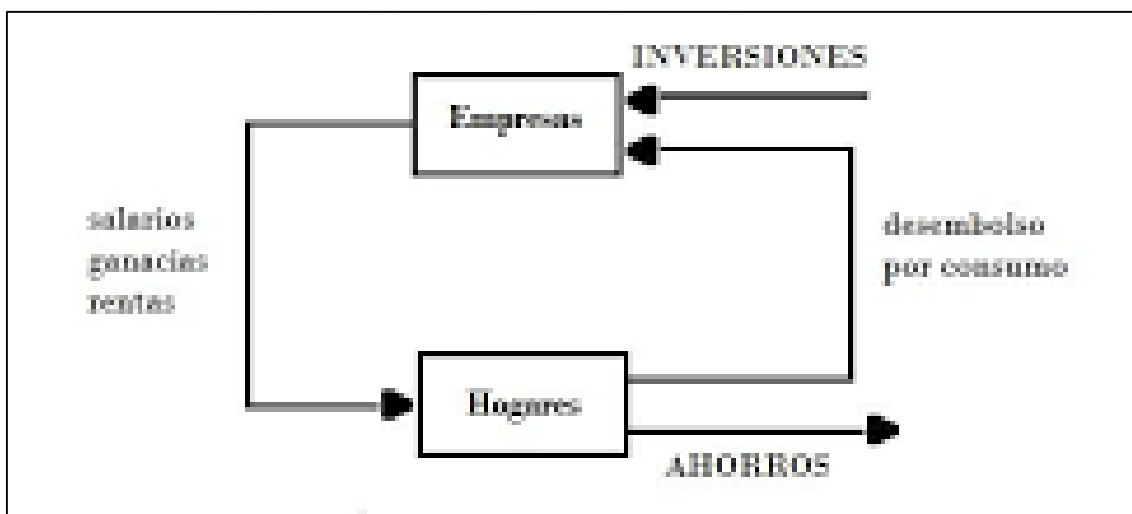 INVERSIONES
Empresas
salarios
ganacias
rentas
desembolso
por consumo
Hogares
AHORROS